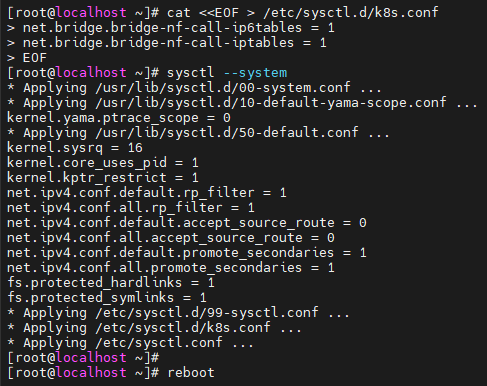 [root@localhost ~]# cat <<EOF > /etc/sysctl.d/k8s.conf
> net.bridge.bridge-nf-call-ip6tables = 1
> net.bridge.bridge-nf-call-iptables = 1
> EOF
[root@localhost ~]# sysctl --system
* Applying /usr/lib/sysctl.d/00-system.conf ...
* Applying /usr/lib/sysctl.d/10-default-yama-scope.conf ...
kernel.yama.ptrace_scope = 0
* Applying /usr/lib/sysctl.d/50-default.conf ...
kernel.sysrq = 16
kernel.core_uses_pid = 1
kernel.kptr_restrict = 1
net.ipv4.conf.default.rp_filter = 1
net.ipv4.conf.all.rp_filter = 1
net.ipv4.conf.default.accept_source_route = 0
net.ipv4.conf.all.accept_source_route = 0
net.ipv4.conf.default.promote_secondaries = 1
net.ipv4.conf.all.promote_secondaries = 1
fs.protected_hardlinks = 1
fs.protected_symlinks = 1
* Applying /etc/sysctl.d/99-sysctl.conf ...
* Applying /etc/sysctl.d/k8s.conf ...
* Applying /etc/sysctl.conf ...
[root@localhost ~]#
[root@localhost ~]# reboot